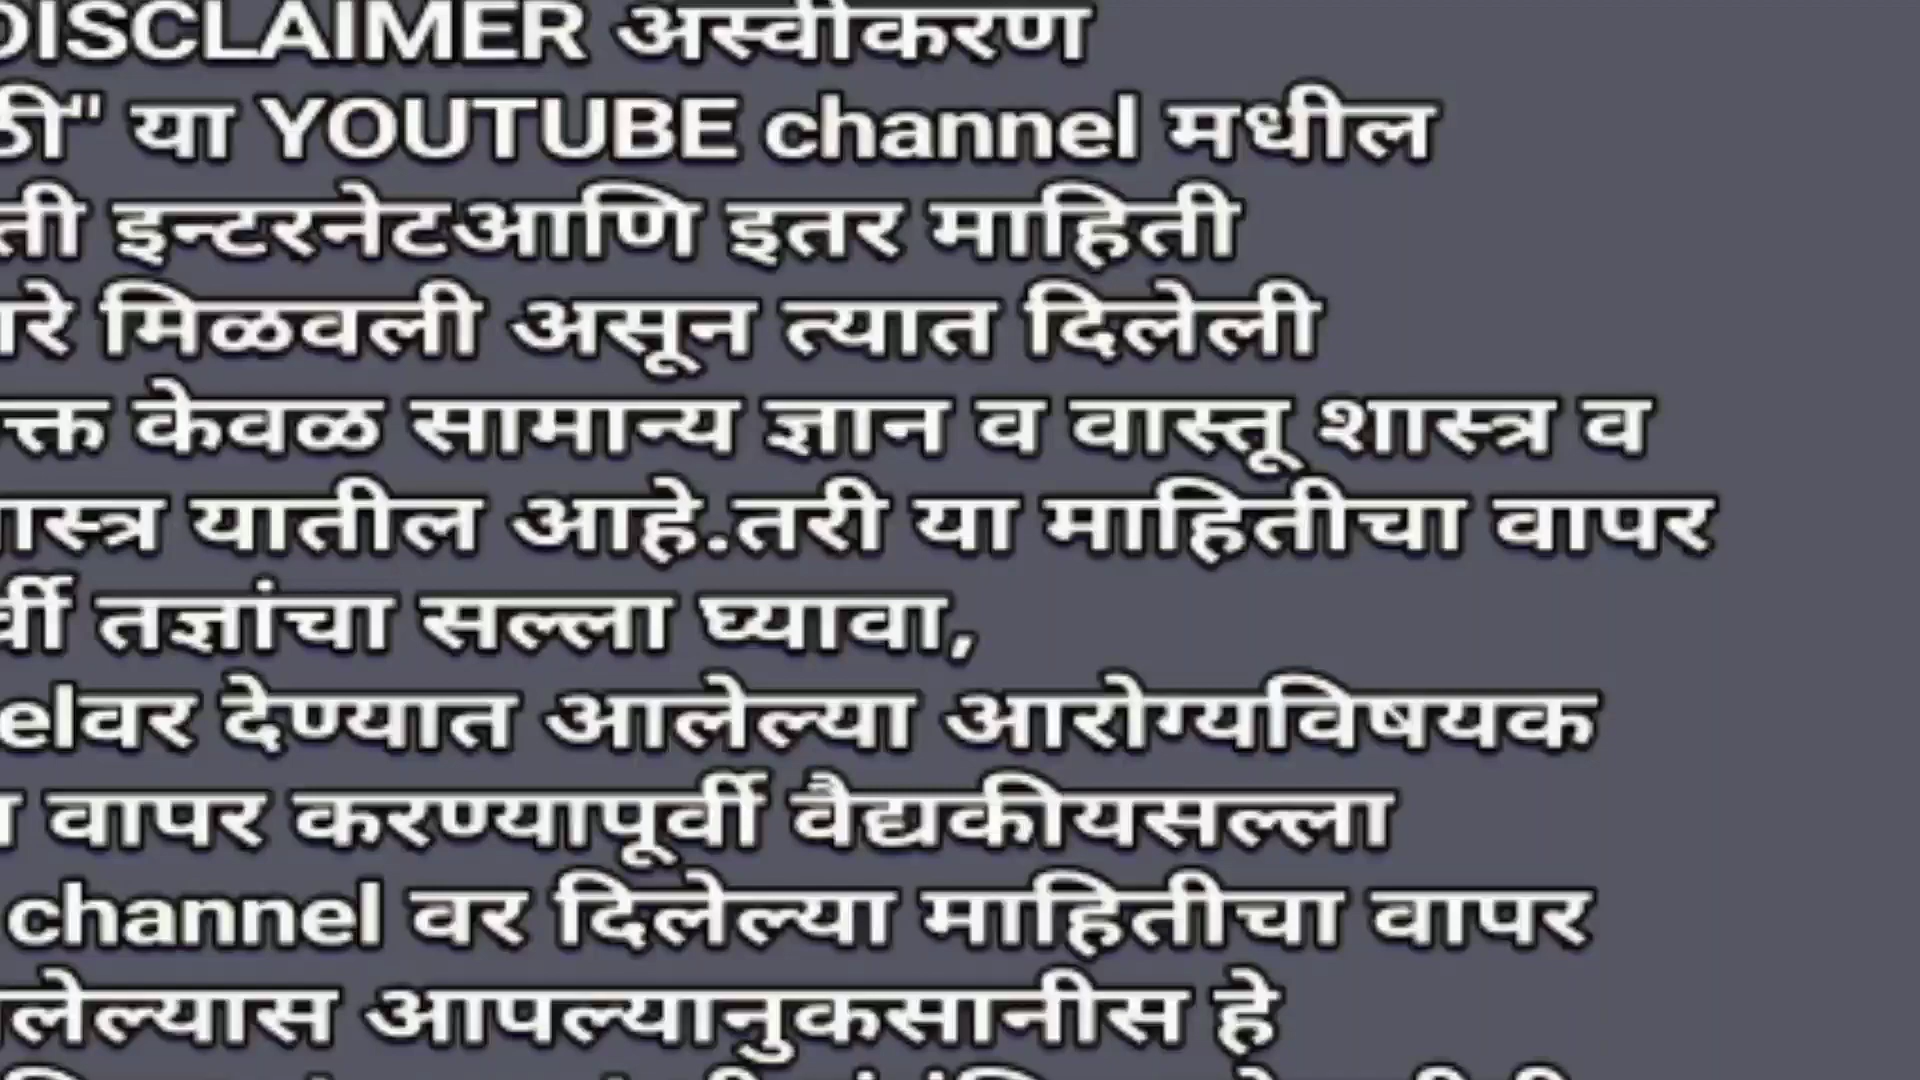 DISCLAIMER अस्वीकरण
या YOUTUBE channel मधील
इन्टरनेटआणि इतर माहिती
मिळवली असून त्यात दिलेली
केवळ सामान्य ज्ञान व वास्तू शास्त्र व
यातील आहे.तरी या माहितीचा वापर
तज्ञांचा सल्ला घ्यावा,
elवर देण्यात आलेल्या आरोग्यविषयक
वापर करण्यापूर्वी वैद्यकीयसल्ला
channel वर दिलेल्या माहितीचा वापर
आपल्यानुकसानीस हे